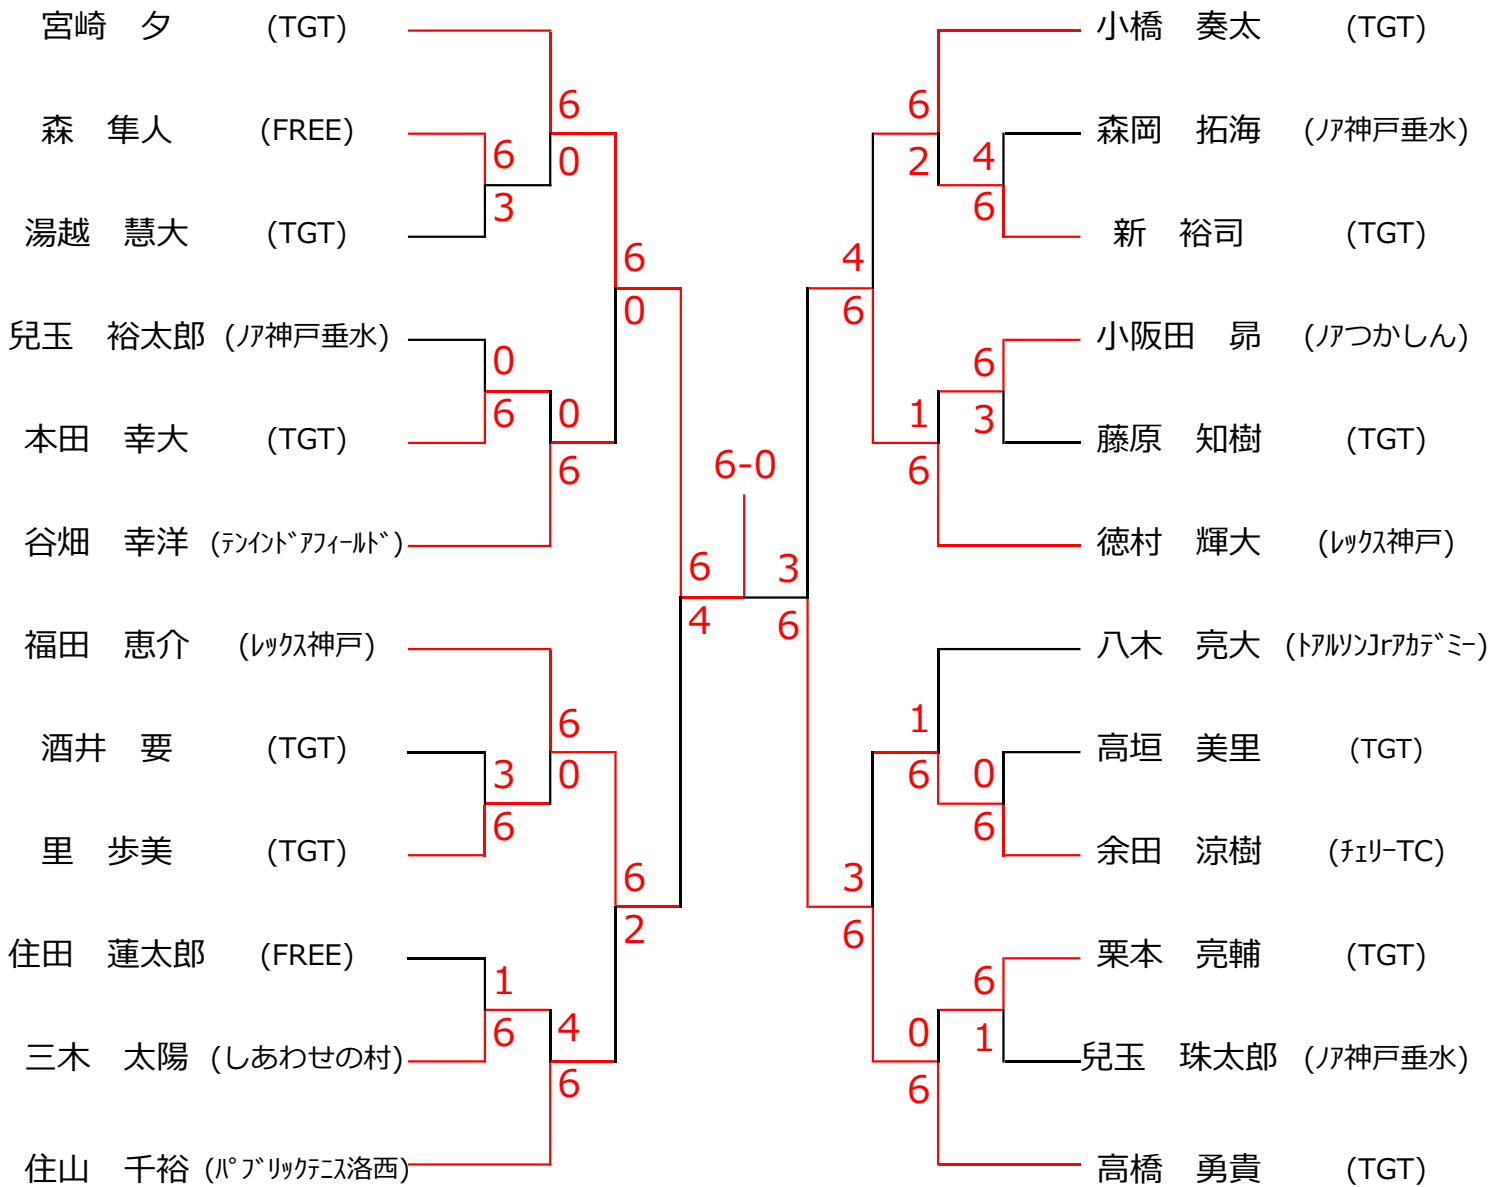 宮崎　夕 (TGT)
6
森　隼人 (FREE)
6
0
3
湯越　慧大 (TGT)
6
0
兒玉　裕太郎 (ﾉｱ神戸垂水)
0
6
0
本田　幸大 (TGT)
6
谷畑　幸洋 (ﾃﾝｲﾝﾄﾞｱﾌｨｰﾙﾄﾞ)
6-0
6
4
3
6
福田　恵介 (ﾚｯｸｽ神戸)
6
酒井　要 (TGT)
3
0
6
里　歩美 (TGT)
6
2
住田　蓮太郎 (FREE)
1
6
4
三木　太陽 (しあわせの村)
6
住山　千裕 (ﾊﾟﾌﾞﾘｯｸﾃﾆｽ洛西)
小橋　奏太 (TGT)
6
森岡　拓海 (ﾉｱ神戸垂水)
2
4
6
新　裕司 (TGT)
4
6
小阪田　昴 (ﾉｱつかしん)
6
1
3
藤原　知樹 (TGT)
6
徳村　輝大 (ﾚｯｸｽ神戸)
八木　亮大 (ﾄｱﾙｿﾝJrｱｶﾃﾞﾐｰ)
1
高垣　美里 (TGT)
6
0
6
余田　涼樹 (ﾁｪﾘｰTC)
3
6
栗本　亮輔 (TGT)
6
0
1
兒玉　珠太郎 (ﾉｱ神戸垂水)
6
高橋　勇貴 (TGT)